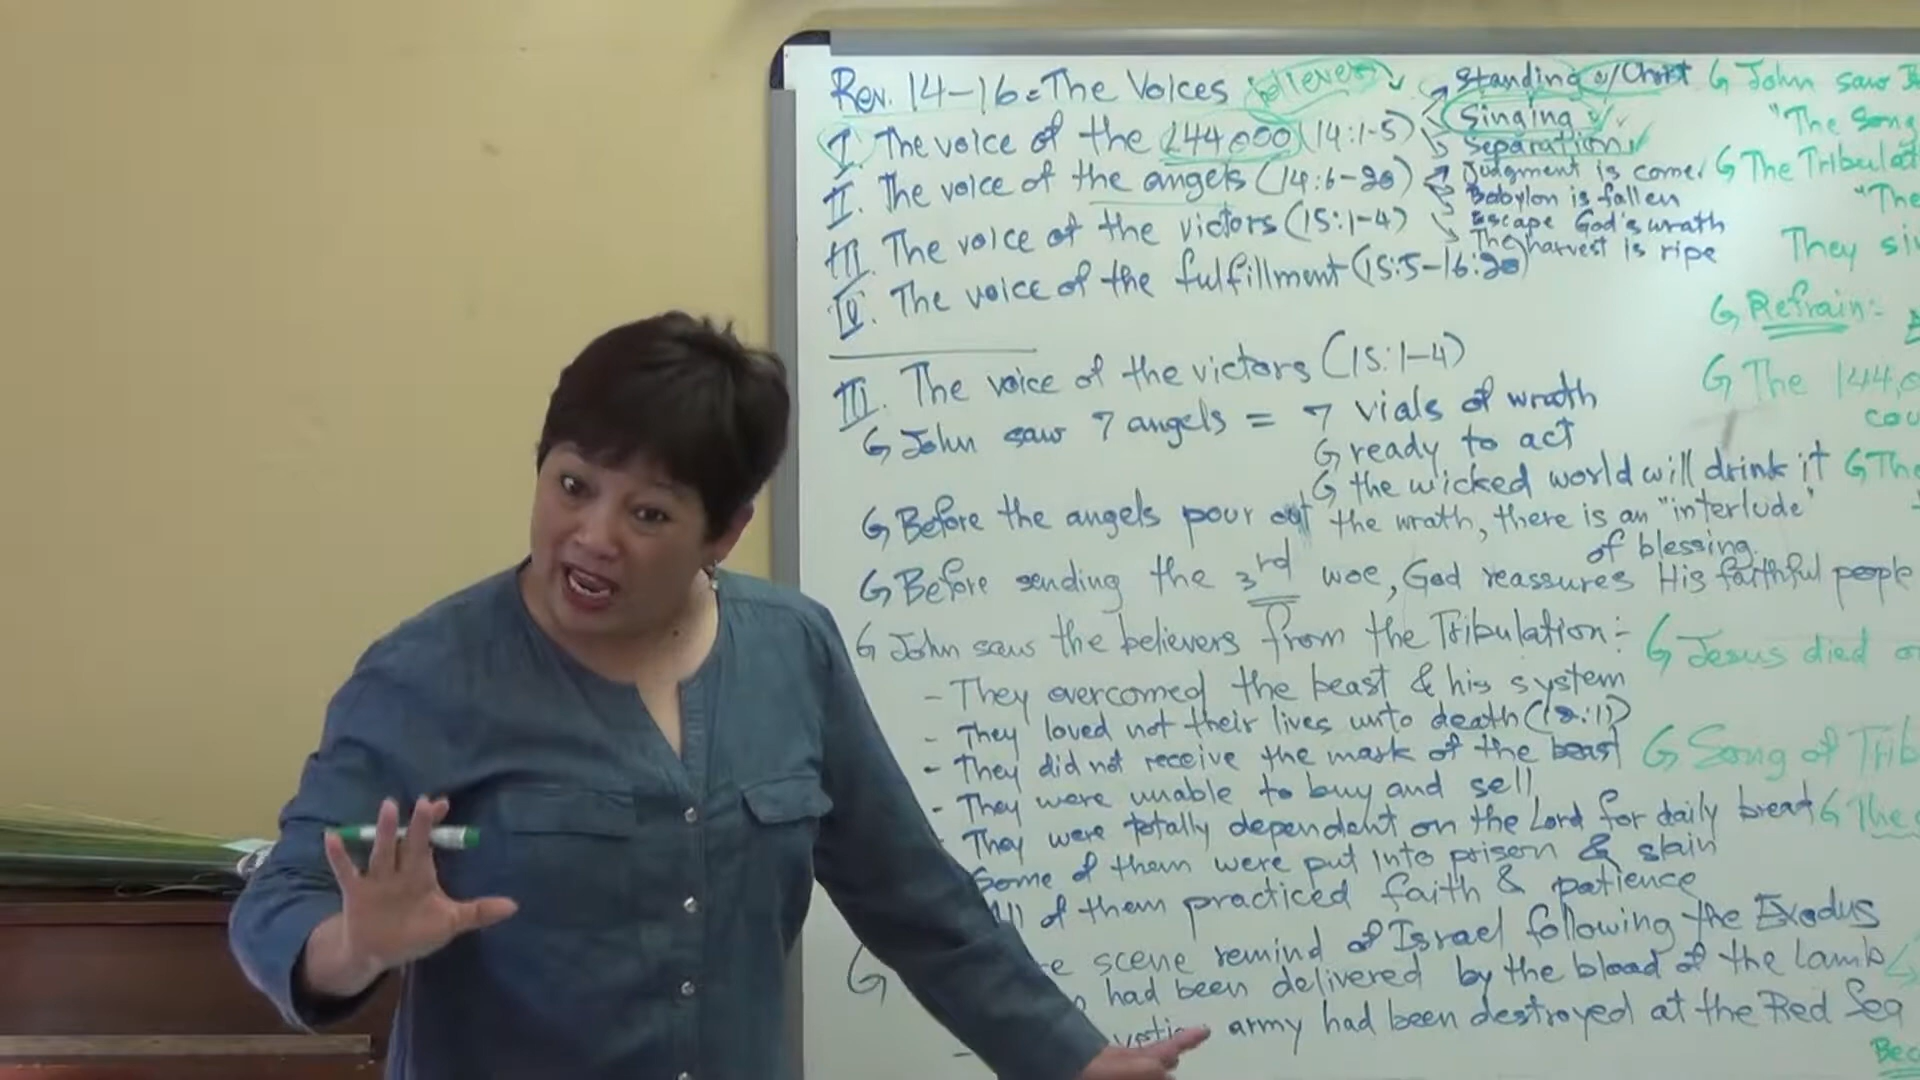 Rev. 14-16 = The Voices believers
I. The voice of the 144,000 (14:1-5)
II. The voice of the angels (14:6-20)
III. The voice of the victors (15:1-4)
IV. The voice of the fulfillment (15:5-16:20)
Standing w/Christ
Singing
Separation
Judgment is come
Babylon is fallen
Escape God's wrath
The harvest is ripe
III. The voice of the victors (15:1-4)
John saw 7 angels = 7 vials of wrath
ready to act
the wicked world will drink it
Before the angels pour out the wrath, there is an "interlude"
of blessing
Before sending the 3rd woe, God reassures His faithful people
John saw the believers from the Tribulation:-
- They overcomed the beast & his system
- They loved not their lives unto death (12:11)
- They did not receive the mark of the beast
- They were unable to buy and sell
- They were totally dependent on the Lord for daily bread
Some of them were put into prison & slain
All of them practiced faith & patience
scene remind of Israel following the Exodus
had been delivered by the blood of the Lamb
- army had been destroyed at the Red Sea
John saw
"The Song
The
"The
They
Refrain:-
The
Jesus died
Song of
The